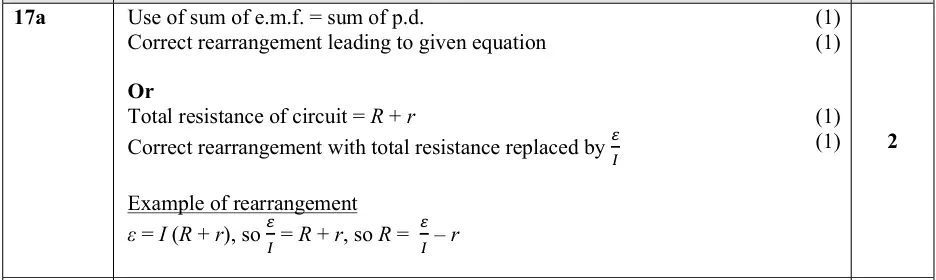 17a
Use of sum of e.m.f. = sum of p.d. (1)
Correct rearrangement leading to given equation (1)
Or
Total resistance of circuit = R + r (1)
Correct rearrangement with total resistance replaced by ε/I (1) 2
Example of rearrangement
ε = I (R + r), so ε/I = R + r, so R = ε/I – r